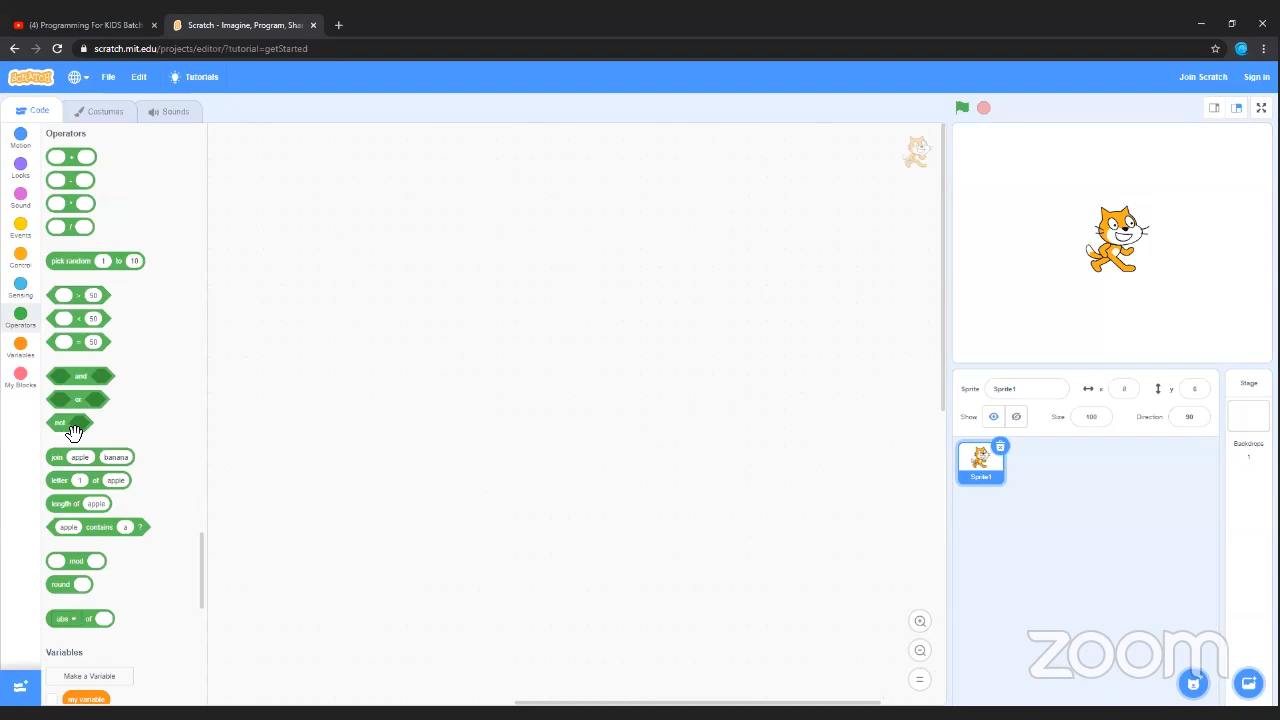 (4) Programming For KIDS Batch
Scratch - Imagine, Program, Sha
scratch.mit.edu/projects/editor/?tutorial=getStarted
SCRATCH File Edit Tutorials Join Scratch Sign in
Code Costumes Sounds
Motion
Looks
Sound
Events
Control
Sensing
Operators
Variables
My Blocks
Operators
+
-
*
/
pick random 1 to 10
> 50
< 50
= 50
and
or
not
join apple banana
letter 1 of apple
length of apple
apple contains a ?
mod
round
abs of
Variables
Make a Variable
my variable
Sprite Sprite1 x 8 y 6
Show Size 100 Direction 90
Sprite1
Stage
Backdrops
1
zoom